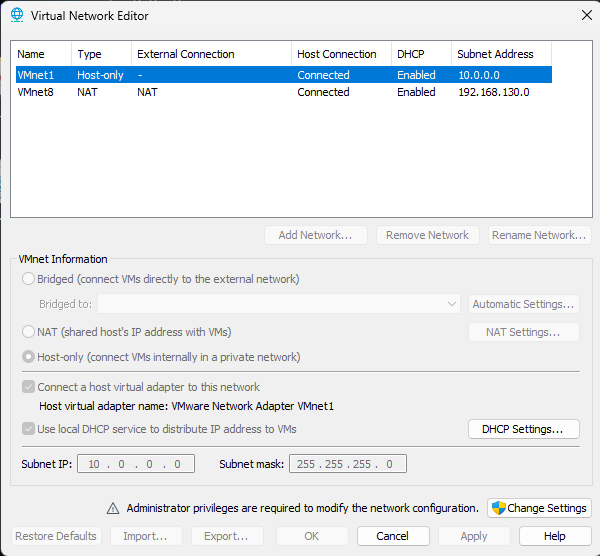 Virtual Network Editor
Name Type External Connection Host Connection DHCP Subnet Address
VMnet1 Host-only - Connected Enabled 10.0.0.0
VMnet8 NAT NAT Connected Enabled 192.168.130.0
Add Network... Remove Network Rename Network...
VMnet Information
Bridged (connect VMs directly to the external network)
Bridged to: Automatic Settings...
NAT (shared host's IP address with VMs) NAT Settings...
Host-only (connect VMs internally in a private network)
Connect a host virtual adapter to this network
Host virtual adapter name: VMware Network Adapter VMnet1
Use local DHCP service to distribute IP address to VMs DHCP Settings...
Subnet IP: 10 . 0 . 0 . 0 Subnet mask: 255 . 255 . 255 . 0
Administrator privileges are required to modify the network configuration. Change Settings
Restore Defaults Import... Export... OK Cancel Apply Help